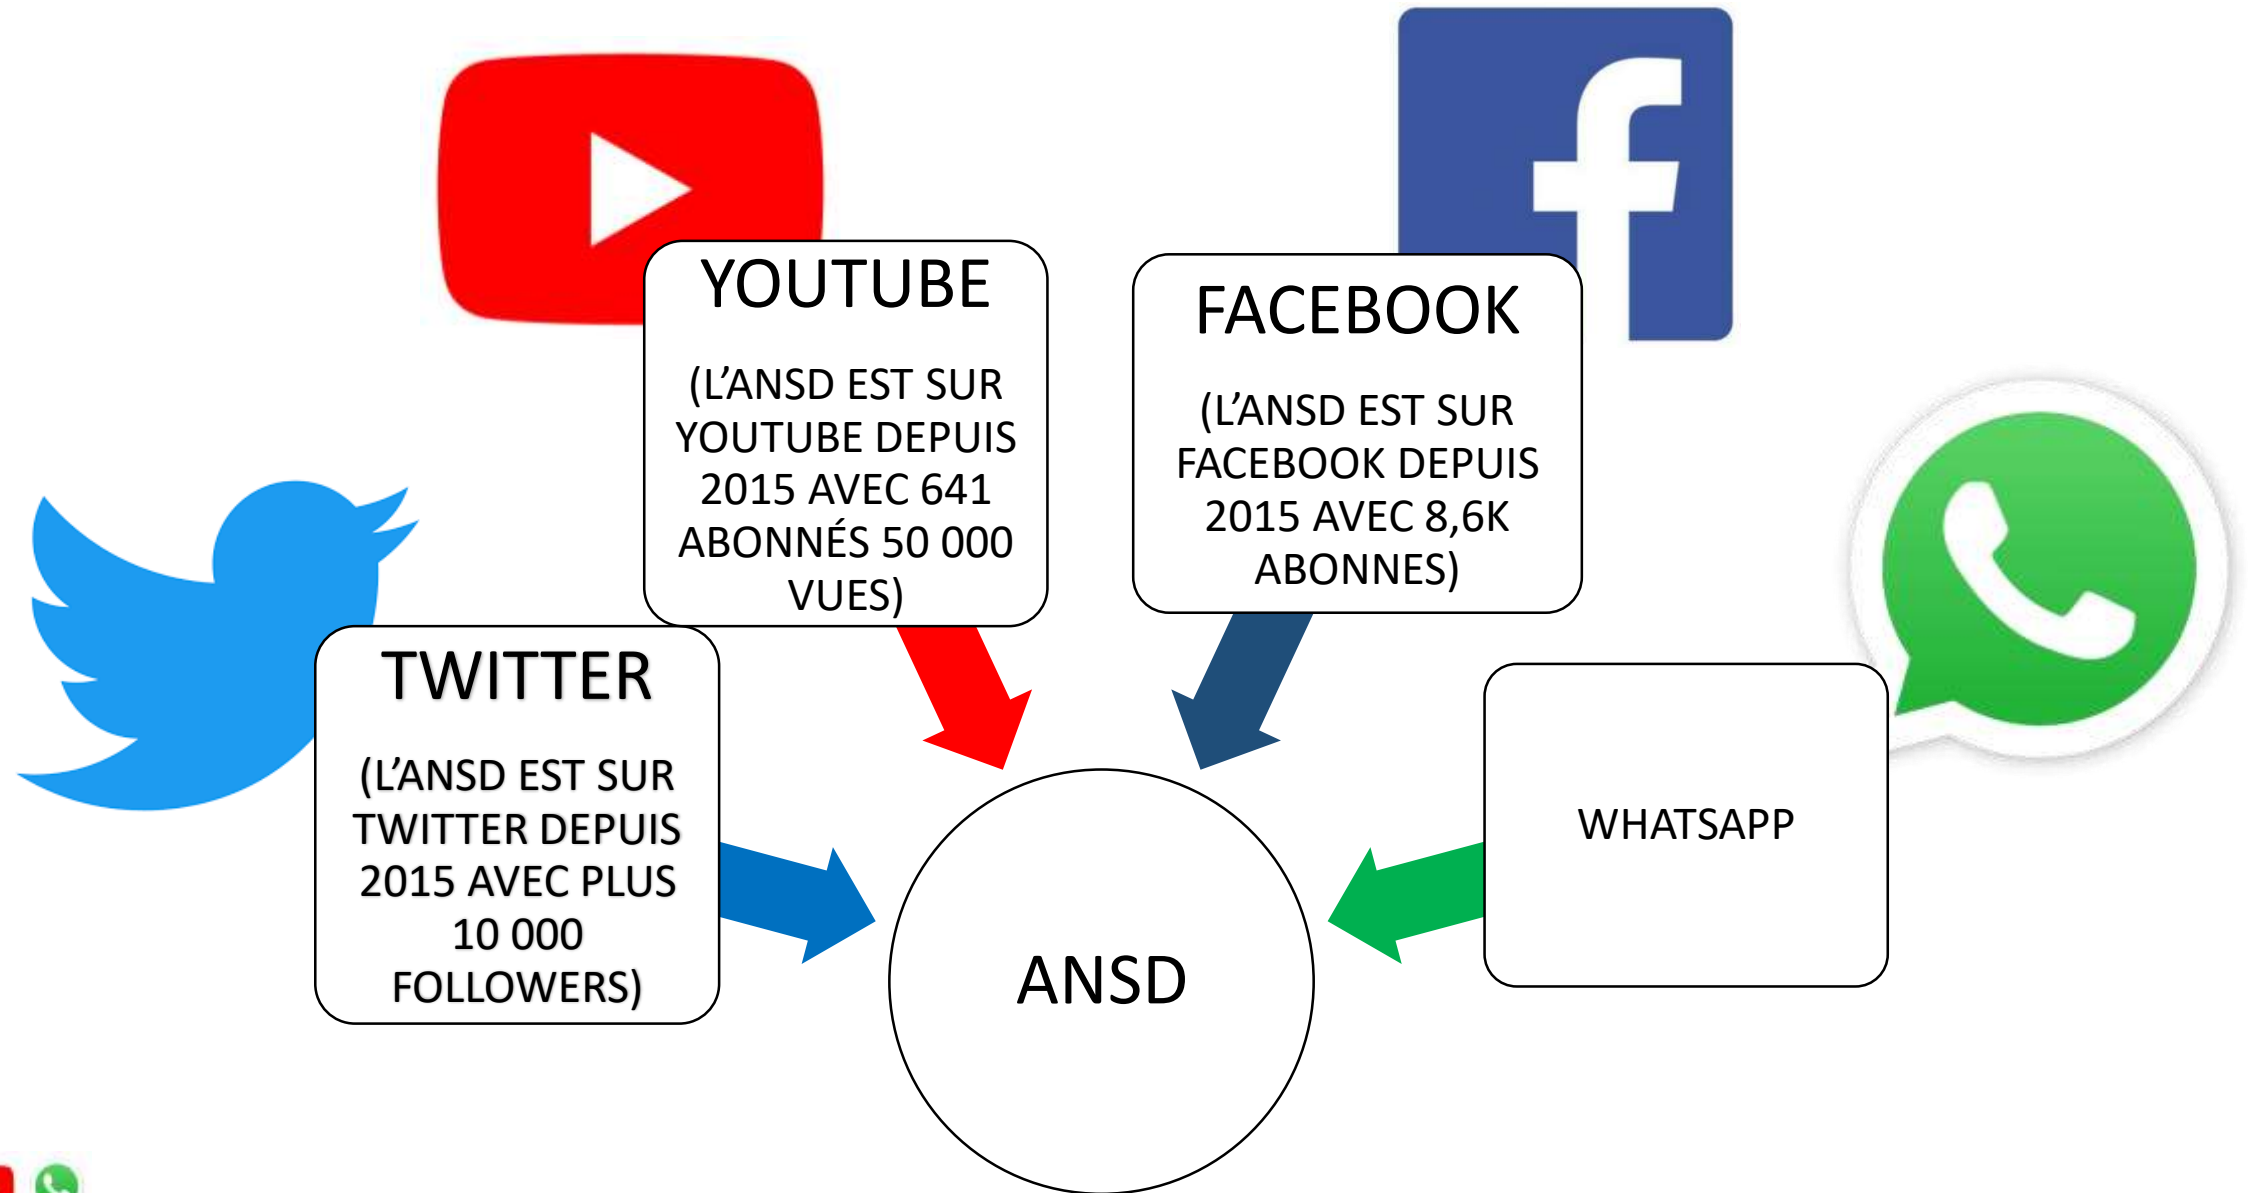 YOUTUBE
(L’ANSD EST SUR
YOUTUBE DEPUIS
2015 AVEC 641
ABONNÉS 50 000
VUES)
FACEBOOK
(L’ANSD EST SUR
FACEBOOK DEPUIS
2015 AVEC 8,6K
ABONNES)
TWITTER
(L’ANSD EST SUR
TWITTER DEPUIS
2015 AVEC PLUS
10 000
FOLLOWERS)
WHATSAPP
ANSD